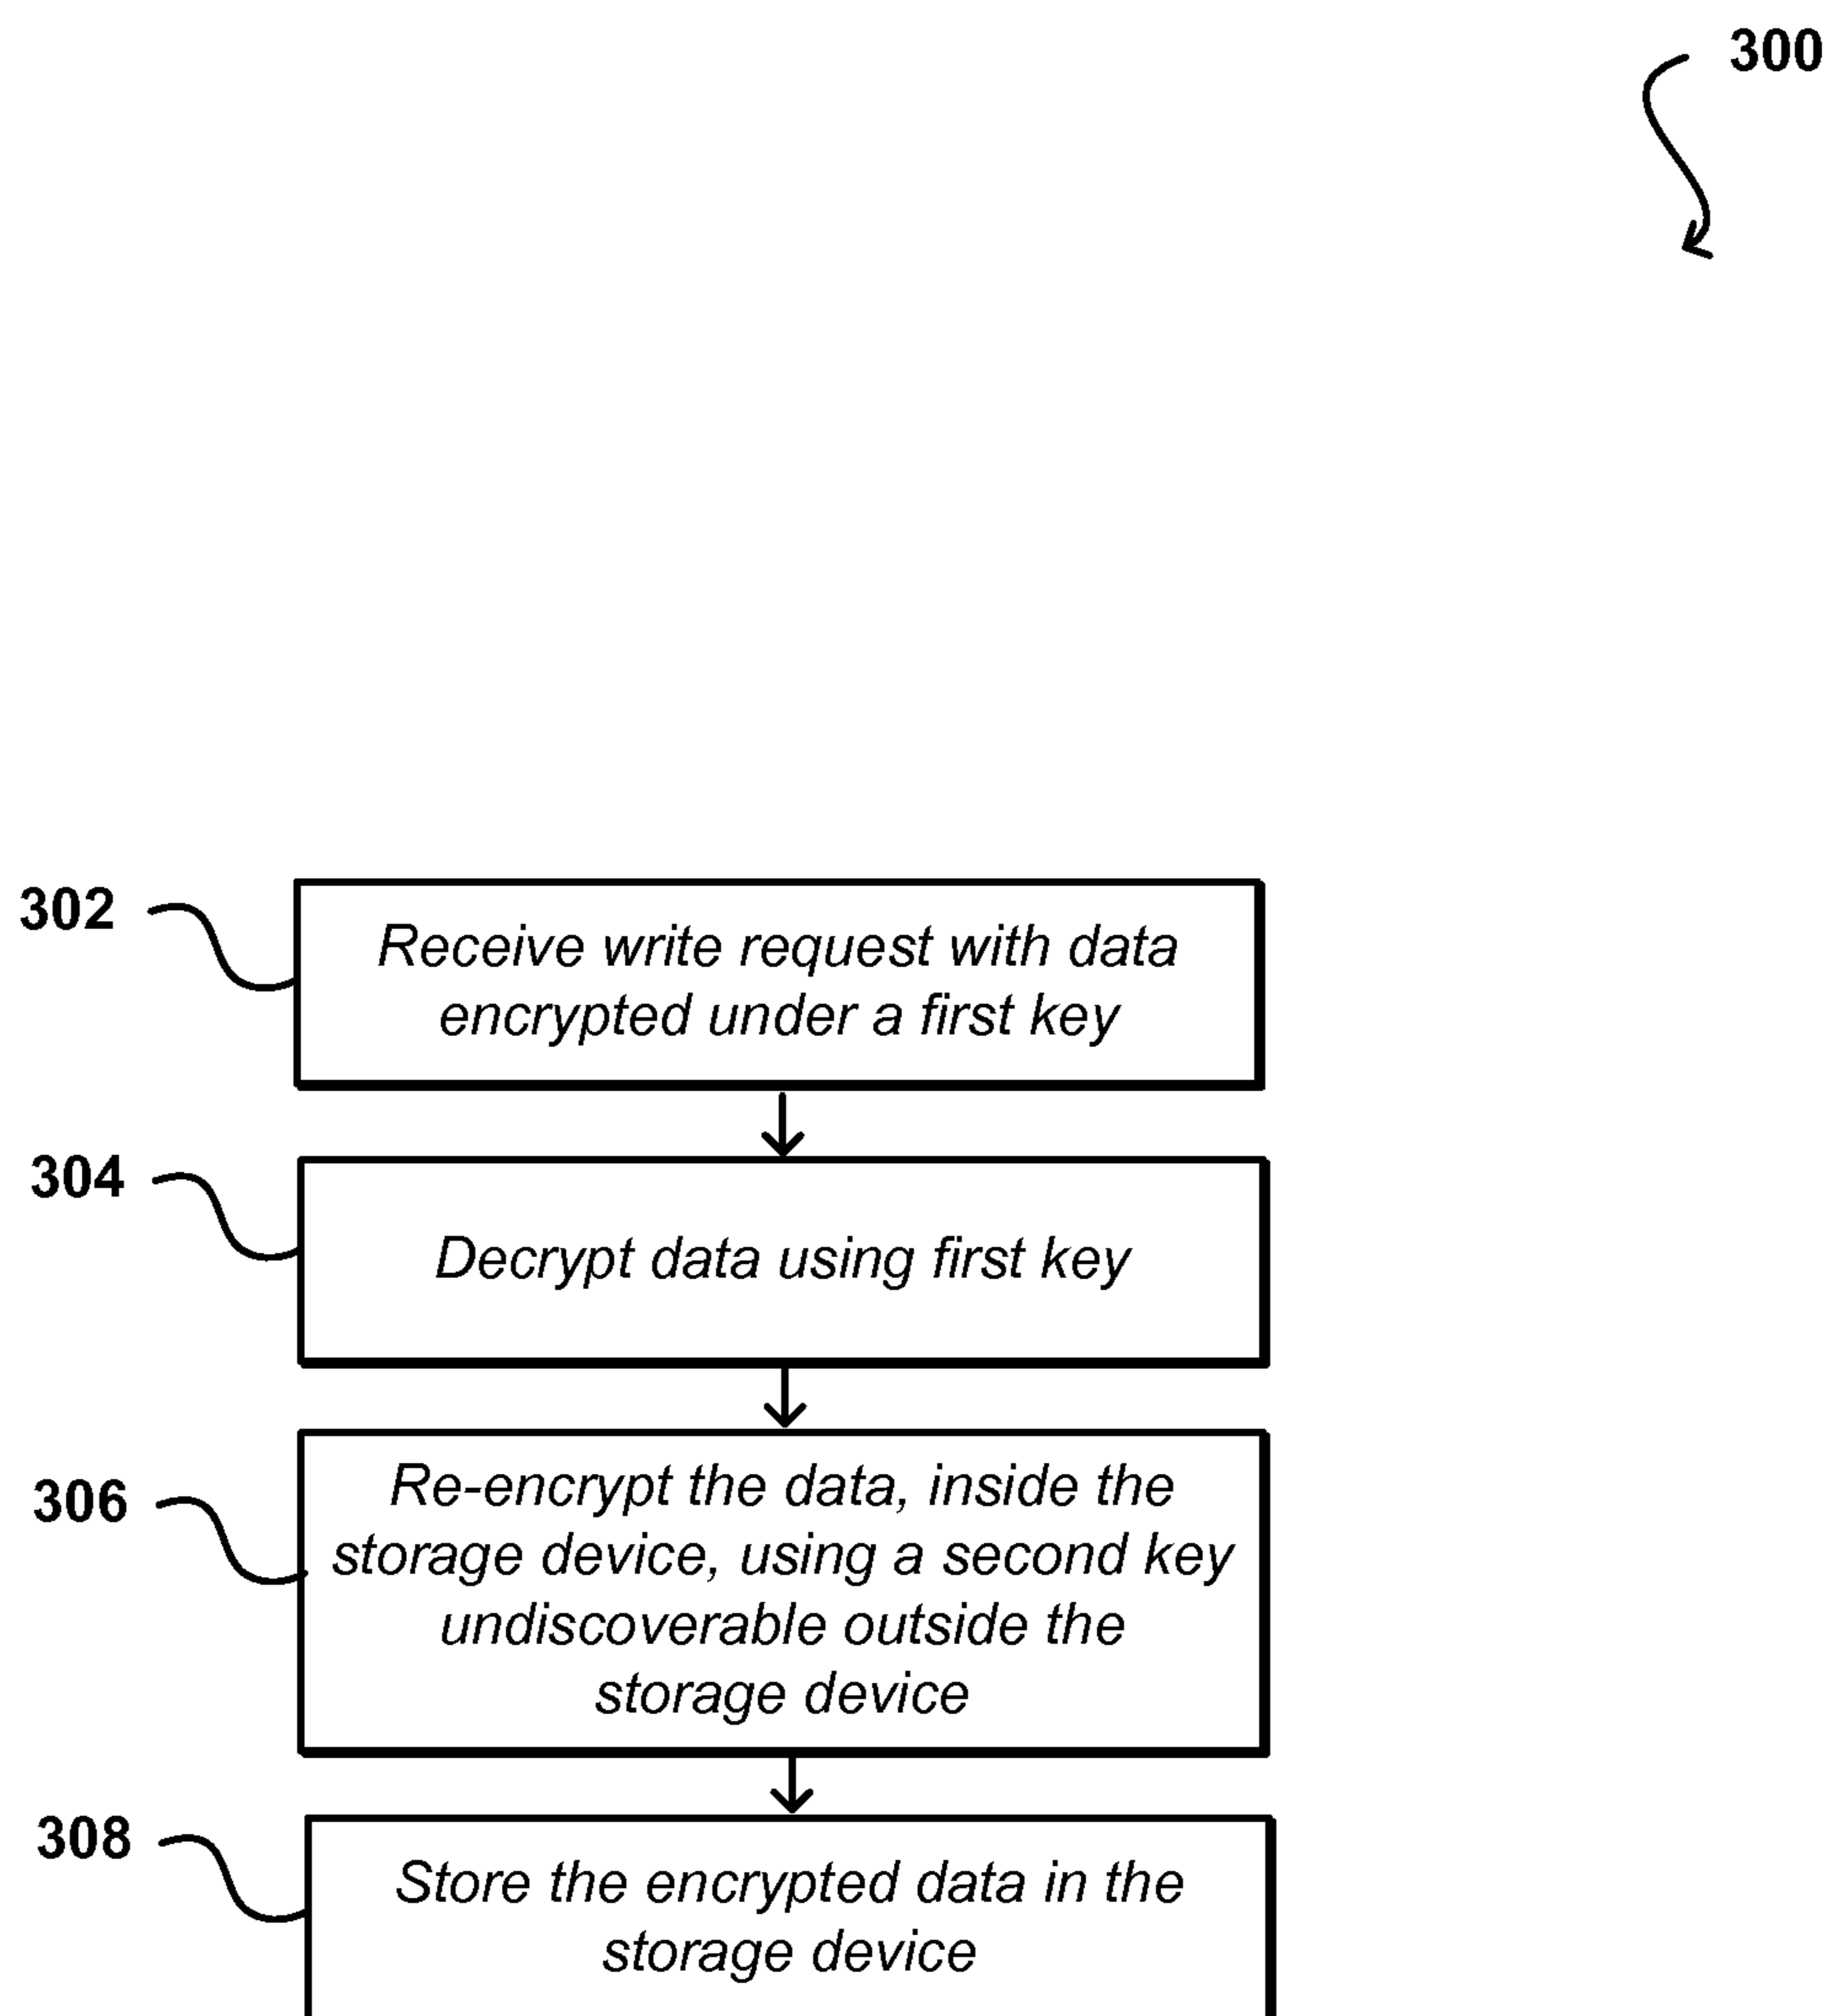 300
302
Receive write request with data
encrypted under a first key
304
Decrypt data using first key
306
Re-encrypt the data, inside the
storage device, using a second key
undiscoverable outside the
storage device
308
Store the encrypted data in the
storage device